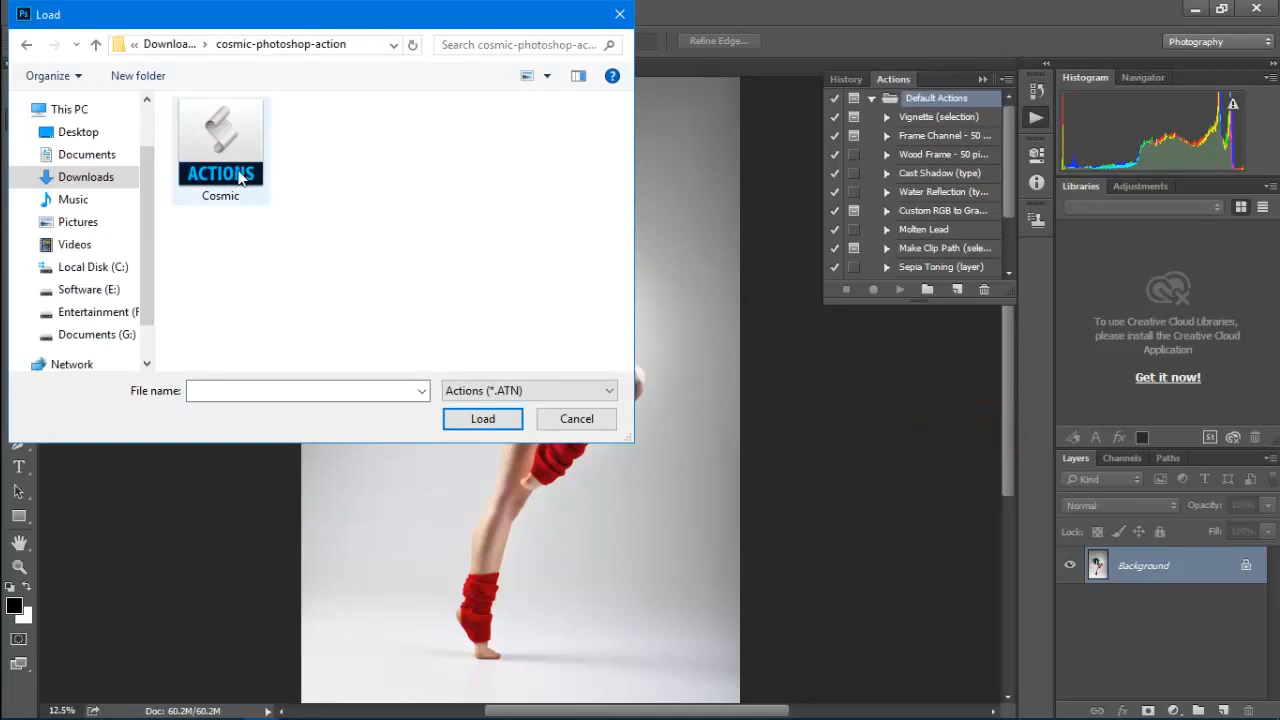 Ps Load
« Downloa... › cosmic-photoshop-action
Search cosmic-photoshop-ac...
Organize
New folder
This PC
Desktop
Documents
Downloads
Music
Pictures
Videos
Local Disk (C:)
Software (E:)
Entertainment (F
Documents (G:)
Network
ACTIONS
Cosmic
File name:
Actions (*.ATN)
Load
Cancel
Refine Edge...
Photography
History
Actions
Default Actions
Vignette (selection)
Frame Channel - 50 ...
Wood Frame - 50 pi...
Cast Shadow (type)
Water Reflection (ty...
Custom RGB to Gra...
Molten Lead
Make Clip Path (sele...
Sepia Toning (layer)
Histogram
Navigator
Libraries
Adjustments
To use Creative Cloud Libraries,
please install the Creative Cloud
Application
Get it now!
St
Layers
Channels
Paths
Kind
Normal
Opacity: 100%
Lock:
Fill: 100%
Background
fx
12.5%
Doc: 60.2M/60.2M